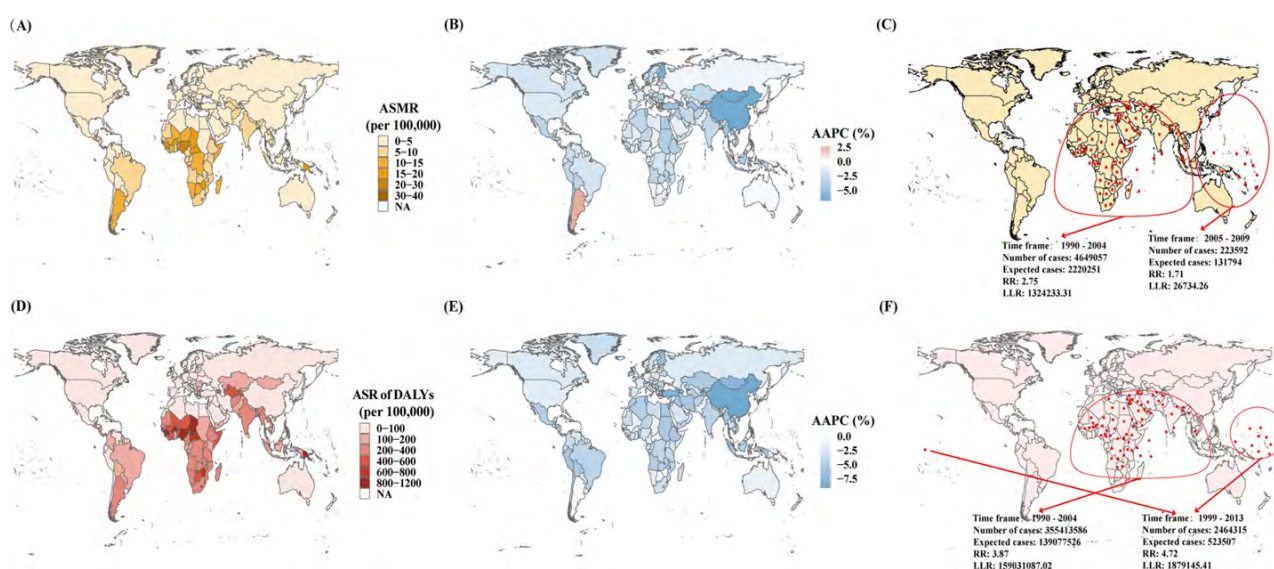 (A)
(B)
(C)
ASMR
(per 100,000)
0−5
5−10
10−15
15−20
20−30
30−40
NA
AAPC (%)
2.5
0.0
−2.5
−5.0
Time frame: 1990 - 2004
Number of cases: 4649057
Expected cases: 2220251
RR: 2.75
LLR: 1324233.31
Time frame: 2005 - 2009
Number of cases: 223592
Expected cases: 131794
RR: 1.71
LLR: 26734.26
(D)
(E)
(F)
ASR of DALYs
(per 100,000)
0−100
100−200
200−400
400−600
600−800
800−1200
NA
AAPC (%)
0.0
−2.5
−5.0
−7.5
Time frame: 1990 - 2004
Number of cases: 355413586
Expected cases: 139077526
RR: 3.87
LLR: 159031087.02
Time frame: 1999 - 2013
Number of cases: 2464315
Expected cases: 523507
RR: 4.72
LLR: 1879145.41